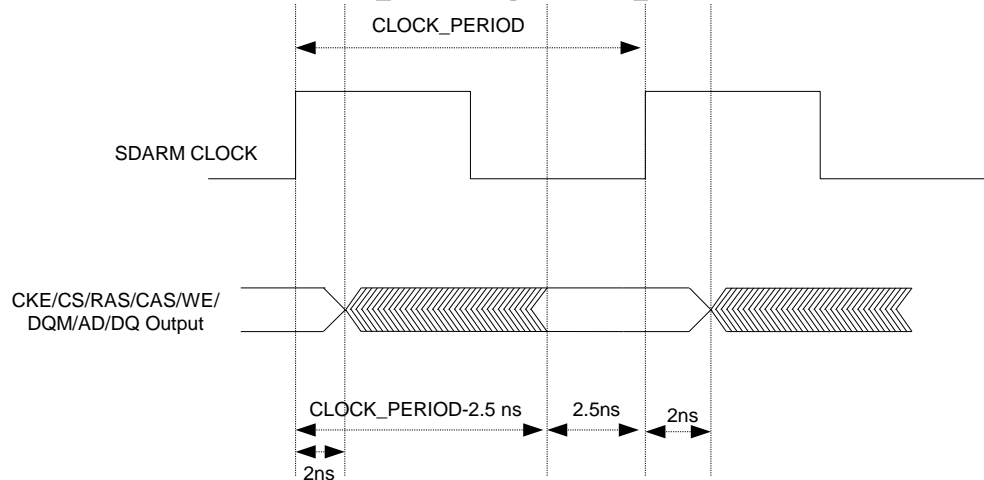 CLOCK_PERIOD
SDARM CLOCK
CKE/CS/RAS/CAS/WE/
DQM/AD/DQ Output
CLOCK_PERIOD-2.5 ns
2.5ns
2ns
2ns